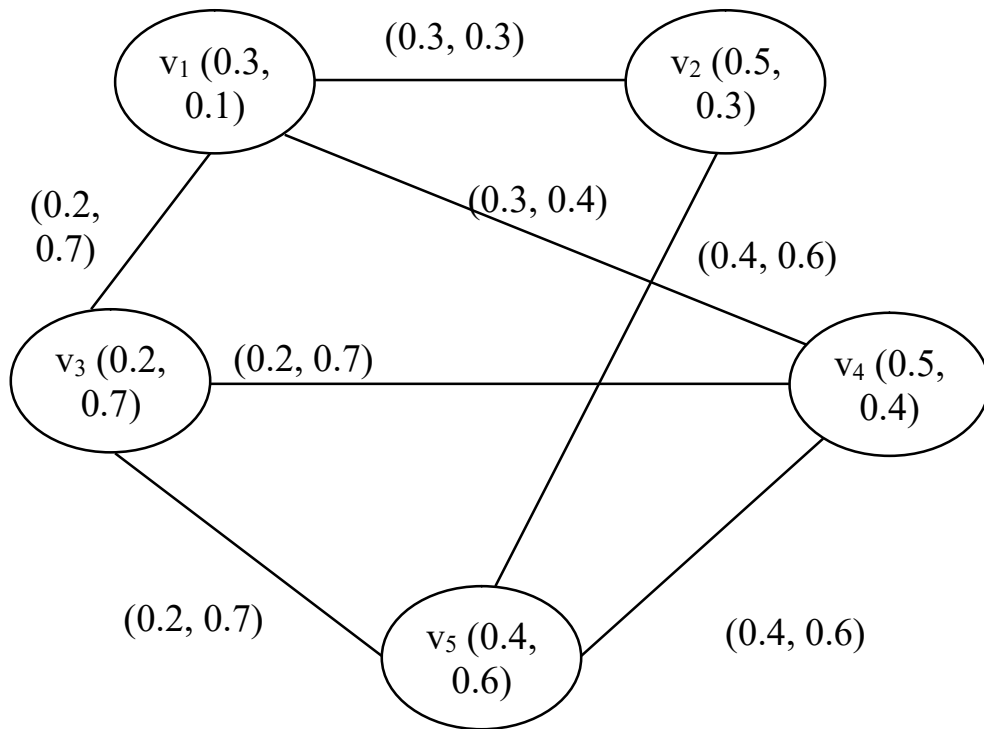 (0.3, 0.3)
v₁ (0.3,
0.1)
v₂ (0.5,
0.3)
(0.2,
0.7)
(0.3, 0.4)
(0.4, 0.6)
v₃ (0.2,
0.7)
(0.2, 0.7)
v₄ (0.5,
0.4)
(0.2, 0.7)
v₅ (0.4,
0.6)
(0.4, 0.6)